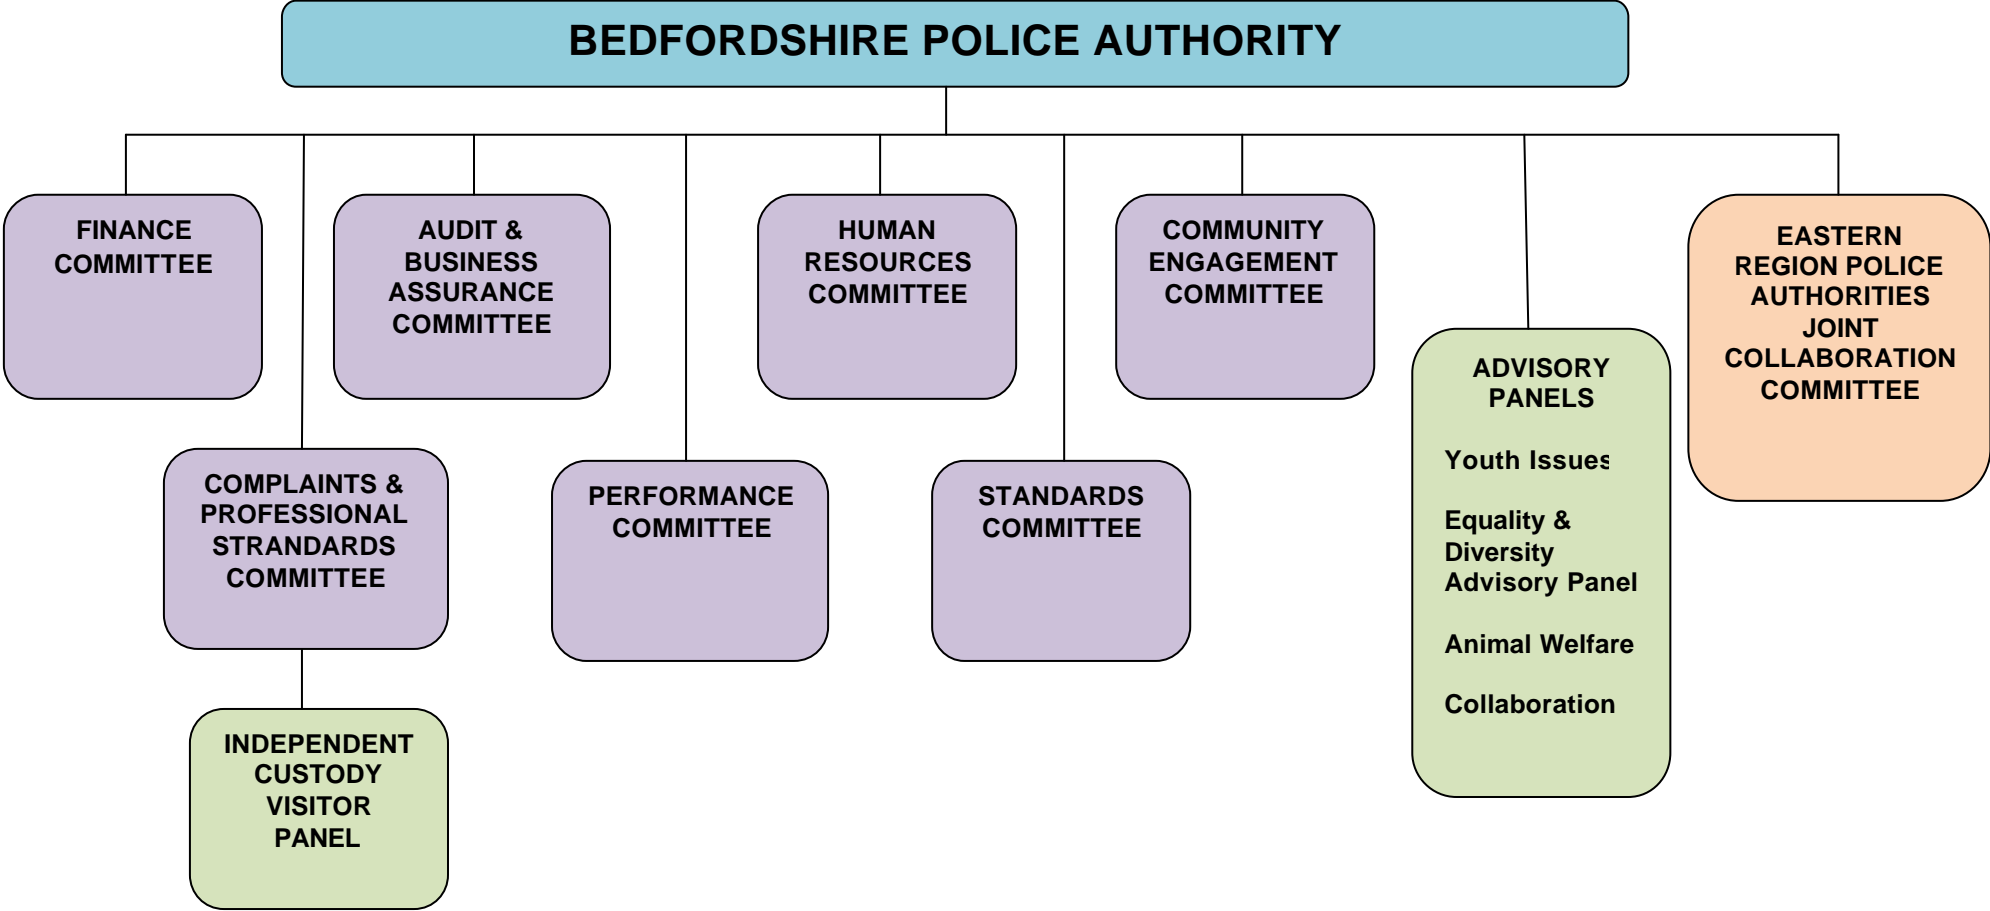 BEDFORDSHIRE POLICE AUTHORITY
FINANCE
COMMITTEE
AUDIT &
BUSINESS
ASSURANCE
COMMITTEE
HUMAN
RESOURCES
COMMITTEE
COMMUNITY
ENGAGEMENT
COMMITTEE
EASTERN
REGION POLICE
AUTHORITIES
JOINT
COLLABORATION
COMMITTEE
ADVISORY
PANELS
Youth Issues
Equality &
Diversity
Advisory Panel
Animal Welfare
Collaboration
COMPLAINTS &
PROFESSIONAL
STRANDARDS
COMMITTEE
PERFORMANCE
COMMITTEE
STANDARDS
COMMITTEE
INDEPENDENT
CUSTODY
VISITOR
PANEL